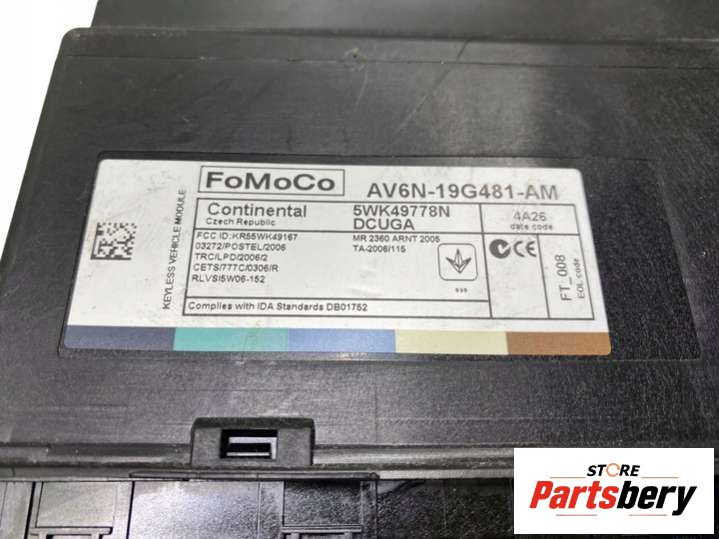 KEYLESS VEHICLE MODULE
FoMoCo
AV6N-19G481-AM
Continental
Czech Republic
5WK49778N
DCUGA
4A26
date code
FCC ID:KR55WK49167
03272/POSTEL/2006
TRC/LPD/2006/2
CETS/777C/0306/R
RLVSI5W06-152
MR 2360 ARNT 2005
TA-2006/115
FT_008
EOL-code
Complies with IDA Standards DB01752
STORE
Partsbery